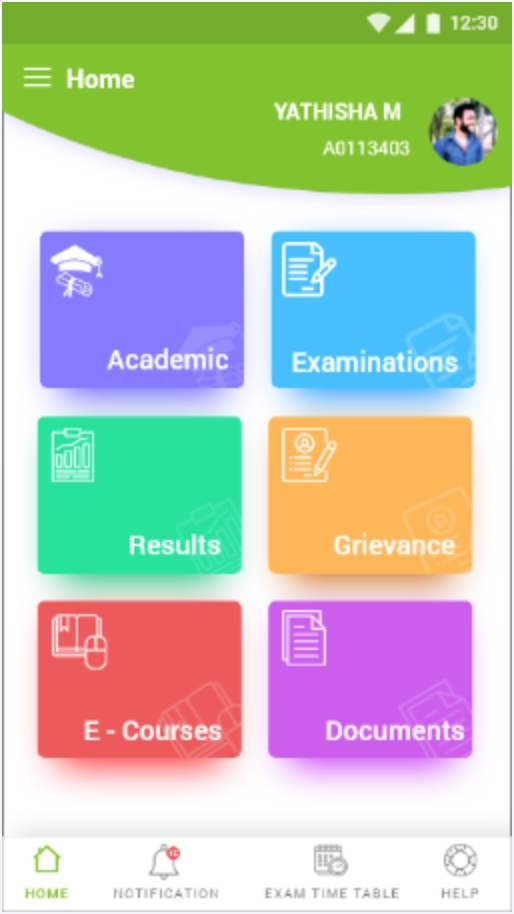 12:30
Home
YATHISHA M
A0113403
Academic
Examinations
Results
Grievance
E - Courses
Documents
HOME
NOTIFICATION
EXAM TIME TABLE
HELP